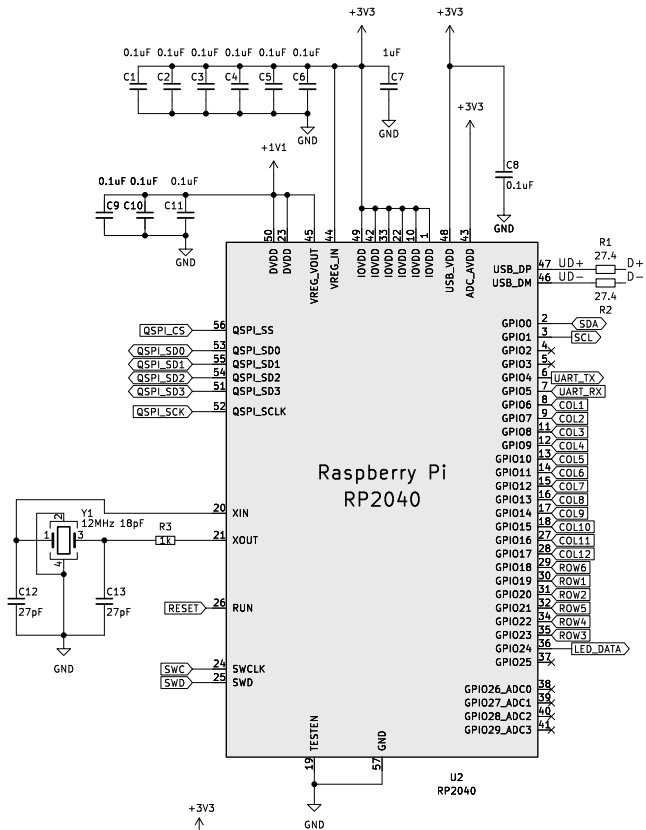 +3V3 +3V3
0.1uF 0.1uF 0.1uF 0.1uF 0.1uF 0.1uF 1uF
C1 C2 C3 C4 C5 C6 C7
+3V3
GND GND
+1V1
C8
0.1uF
0.1uF 0.1uF 0.1uF
C9 C10 C11
GND
GND
50 23 45 44 49 42 33 22 10 1 48 43
DVDD DVDD VREG_VOUT VREG_IN IOVDD IOVDD IOVDD IOVDD IOVDD IOVDD USB_VDD ADC_AVDD
R1
27.4
USB_DP 47 UD+ D+
USB_DM 46 UD- D-
27.4
R2
QSPI_CS 56 QSPI_SS
QSPI_SD0 53 QSPI_SD0
QSPI_SD1 55 QSPI_SD1
QSPI_SD2 54 QSPI_SD2
QSPI_SD3 51 QSPI_SD3
QSPI_SCK 52 QSPI_SCLK
GPIO0 2 SDA
GPIO1 3 SCL
GPIO2 4
GPIO3 5
GPIO4 6 UART_TX
GPIO5 7 UART_RX
GPIO6 8 COL1
GPIO7 9 COL2
GPIO8 11 COL3
GPIO9 12 COL4
GPIO10 13 COL5
GPIO11 14 COL6
GPIO12 15 COL7
GPIO13 16 COL8
GPIO14 17 COL9
GPIO15 18 COL10
GPIO16 27 COL11
GPIO17 28 COL12
GPIO18 29 ROW6
GPIO19 30 ROW1
GPIO20 31 ROW2
GPIO21 32 ROW5
GPIO22 34 ROW4
GPIO23 35 ROW3
GPIO24 36 LED_DATA
GPIO25 37
GPIO26_ADC0 38
GPIO27_ADC1 39
GPIO28_ADC2 40
GPIO29_ADC3 41
Raspberry Pi
RP2040
20 XIN
Y1
12MHz 18pF
2
1 3
4
R3
1k
21 XOUT
C12
27pF
C13
27pF
GND
RESET 26 RUN
SWC 24 SWCLK
SWD 25 SWD
TESTEN GND
19 57
GND
U2
RP2040
+3V3